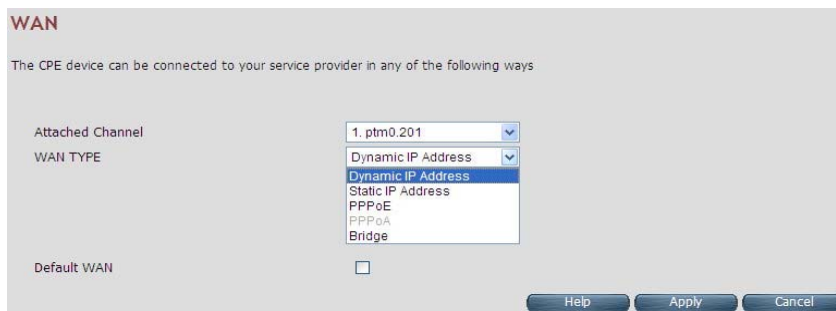 WAN
The CPE device can be connected to your service provider in any of the following ways
Attached Channel 1. ptm0.201
WAN TYPE Dynamic IP Address
Dynamic IP Address
Static IP Address
PPPoE
PPPoA
Bridge
Default WAN
Help Apply Cancel